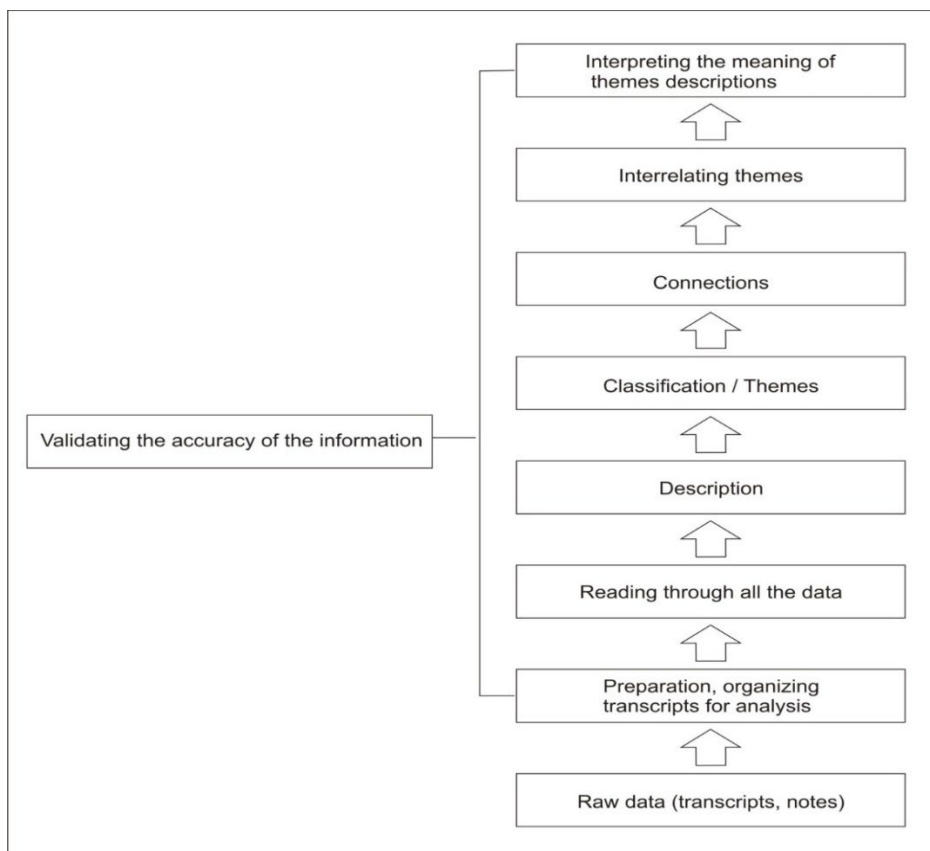 Interpreting the meaning of
themes descriptions
Interrelating themes
Connections
Classification / Themes
Validating the accuracy of the information
Description
Reading through all the data
Preparation, organizing
transcripts for analysis
Raw data (transcripts, notes)